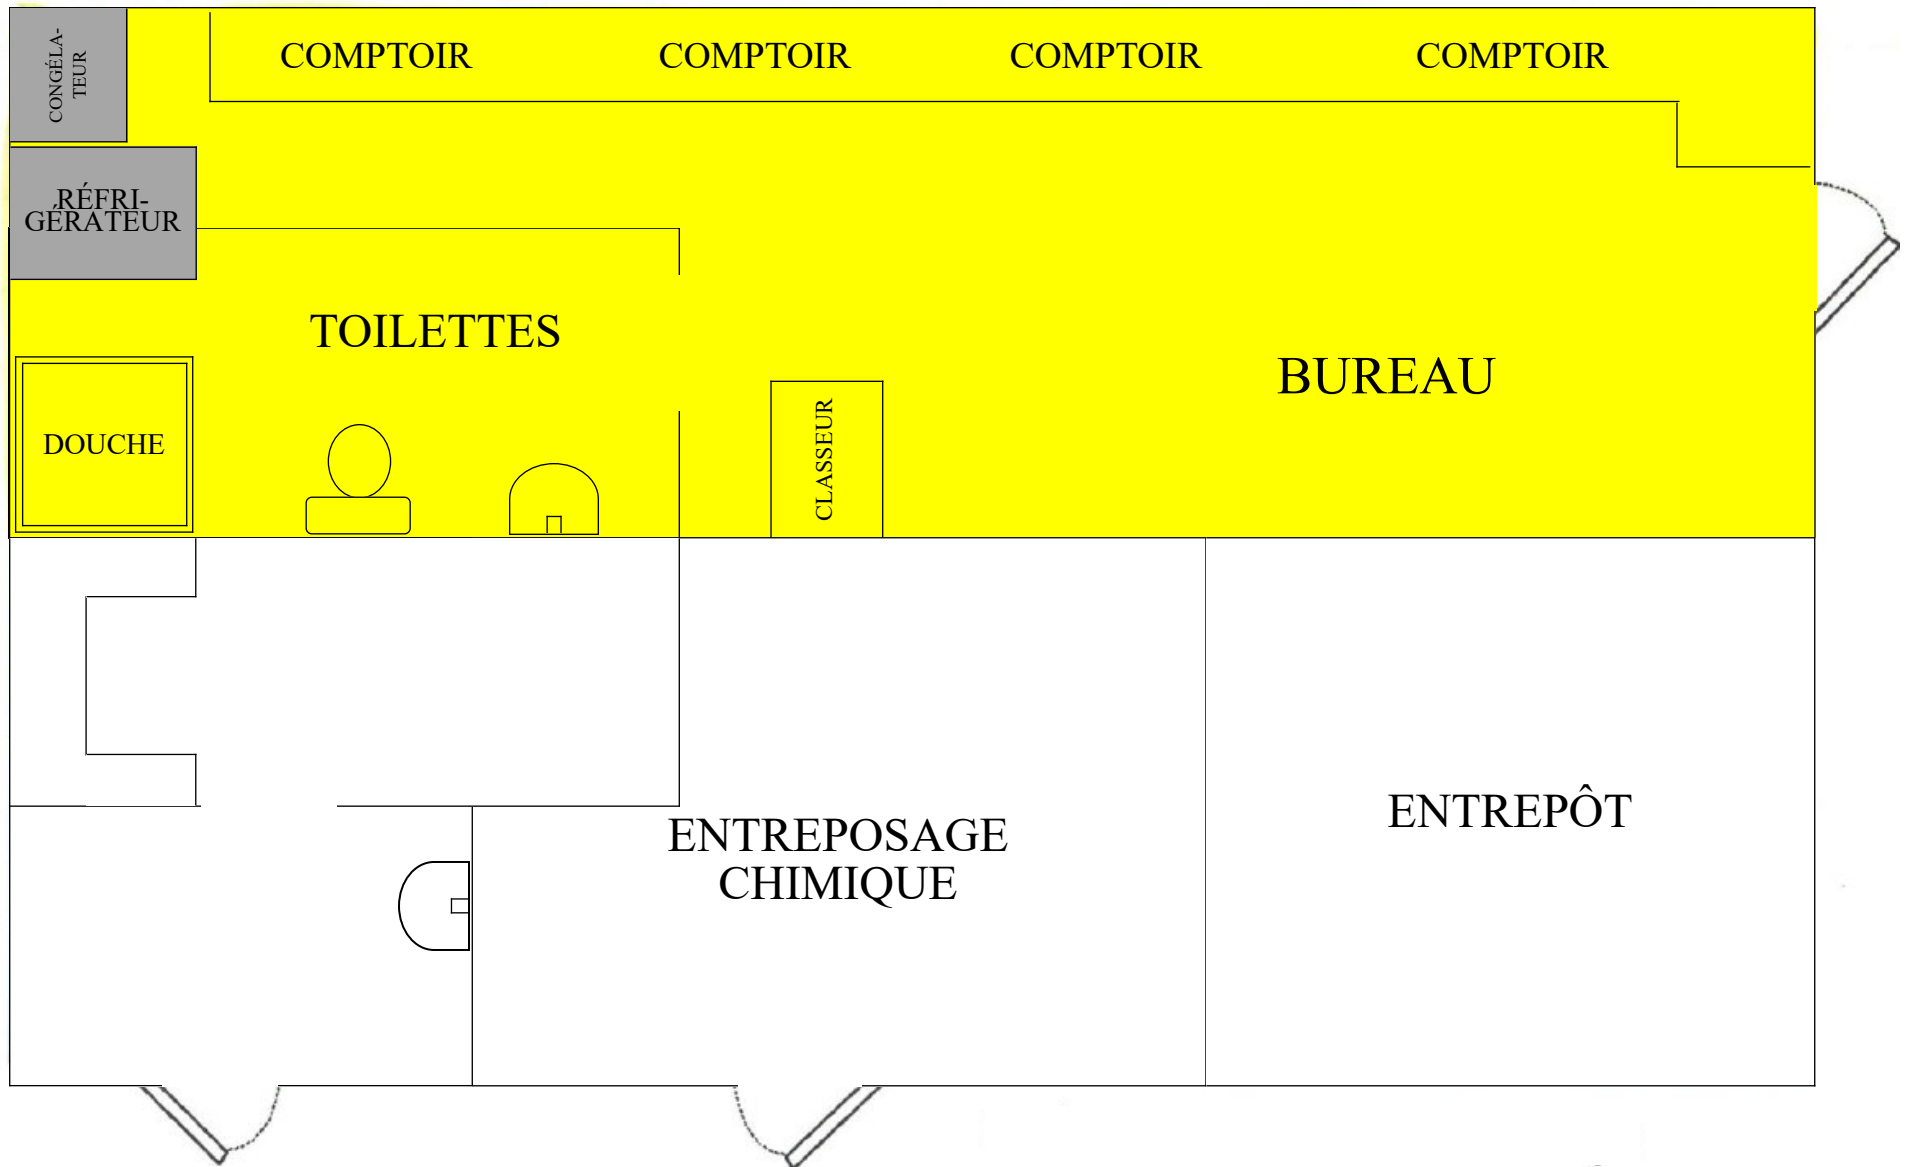 CONGÉLA-
TEUR
COMPTOIR COMPTOIR COMPTOIR COMPTOIR
RÉFRI-
GÉRATEUR
TOILETTES
BUREAU
DOUCHE
CLASSEUR
ENTREPOSAGE
CHIMIQUE
ENTREPÔT